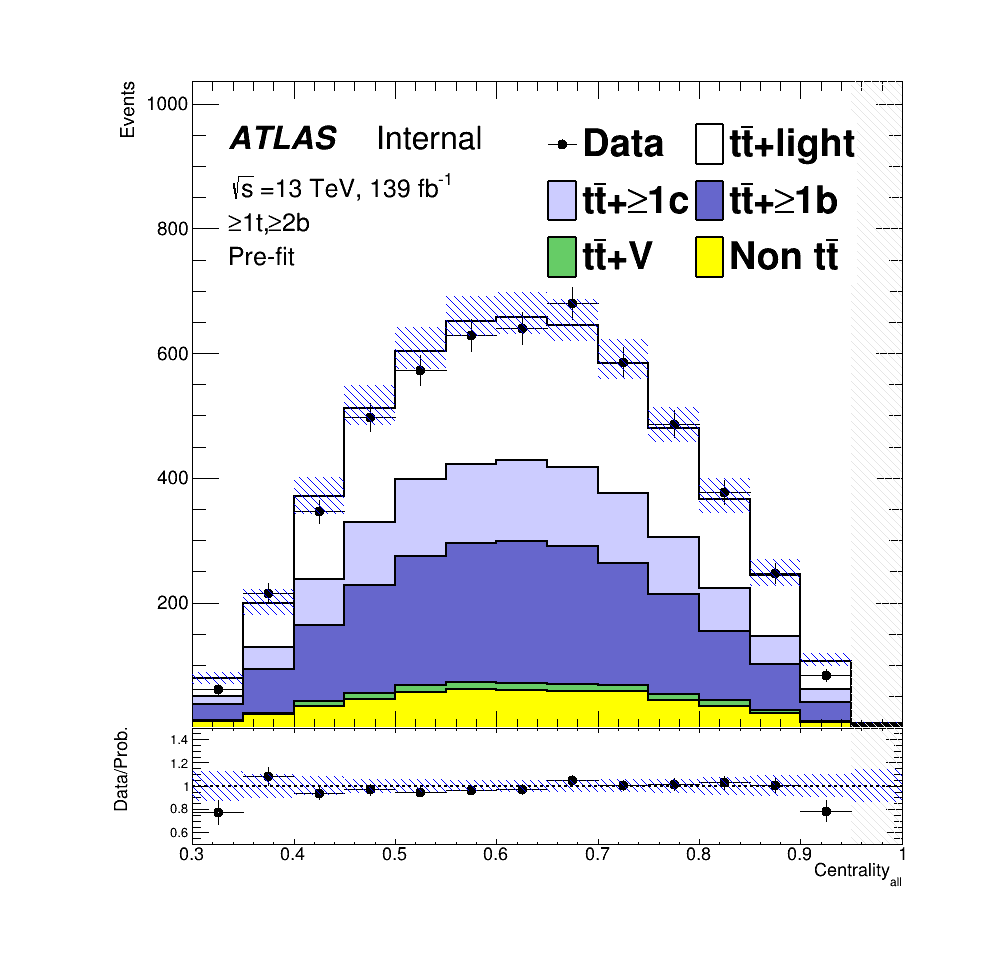 Events
1000
800
600
400
200
ATLAS Internal
√s =13 TeV, 139 fb⁻¹
≥1t,≥2b
Pre-fit
Data
tt̄+light
tt̄+≥1c
tt̄+≥1b
tt̄+V
Non tt̄
Data/Prob.
1.4
1.2
1
0.8
0.6
0.3 0.4 0.5 0.6 0.7 0.8 0.9 1
Centrality_all